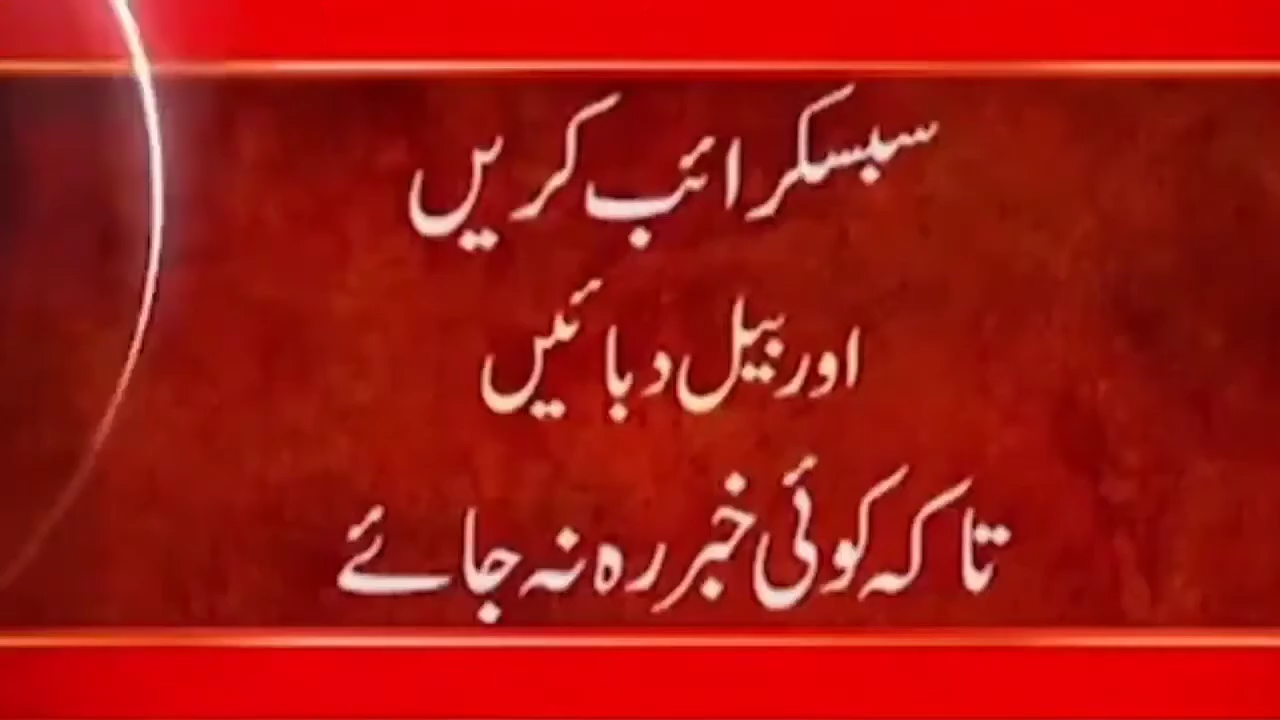 سبسکرائب کریں
اور بیل دبائیں
تاکہ کوئی خبر رہ نہ جائے